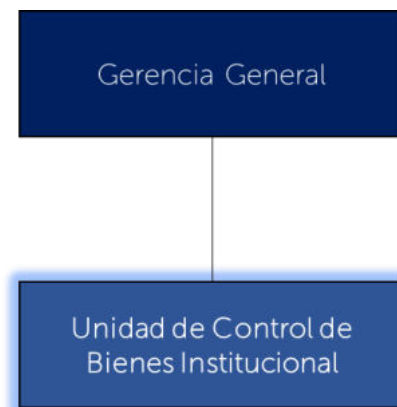 Gerencia General
Unidad de Control de
Bienes Institucional